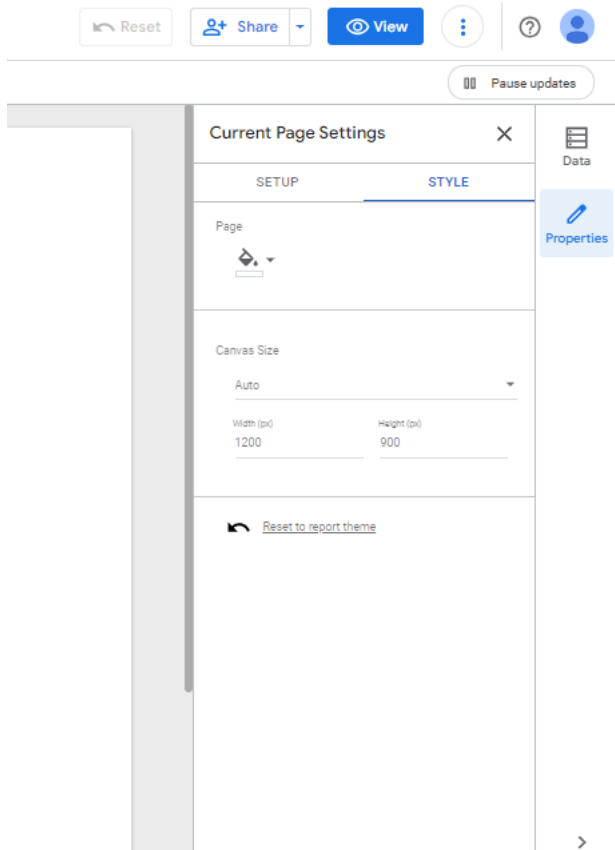 Reset
Share
View
Pause updates
Current Page Settings
Data
SETUP
STYLE
Properties
Page
Canvas Size
Auto
Width (px)
Height (px)
1200
900
Reset to report theme